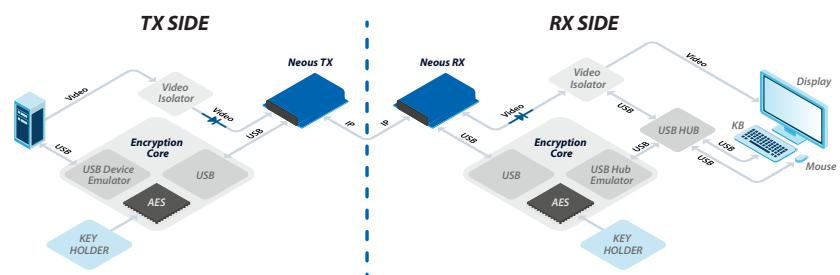 TX SIDE
RX SIDE
Neous TX
Neous RX
Video
Video
Isolator
Video
USB
USB
IP
IP
Encryption
Core
USB Device
Emulator
USB
AES
KEY
HOLDER
Video
Video
Isolator
Video
USB
USB
USB HUB
USB
USB
USB
Display
KB
Mouse
Encryption
Core
USB
USB Hub
Emulator
AES
KEY
HOLDER